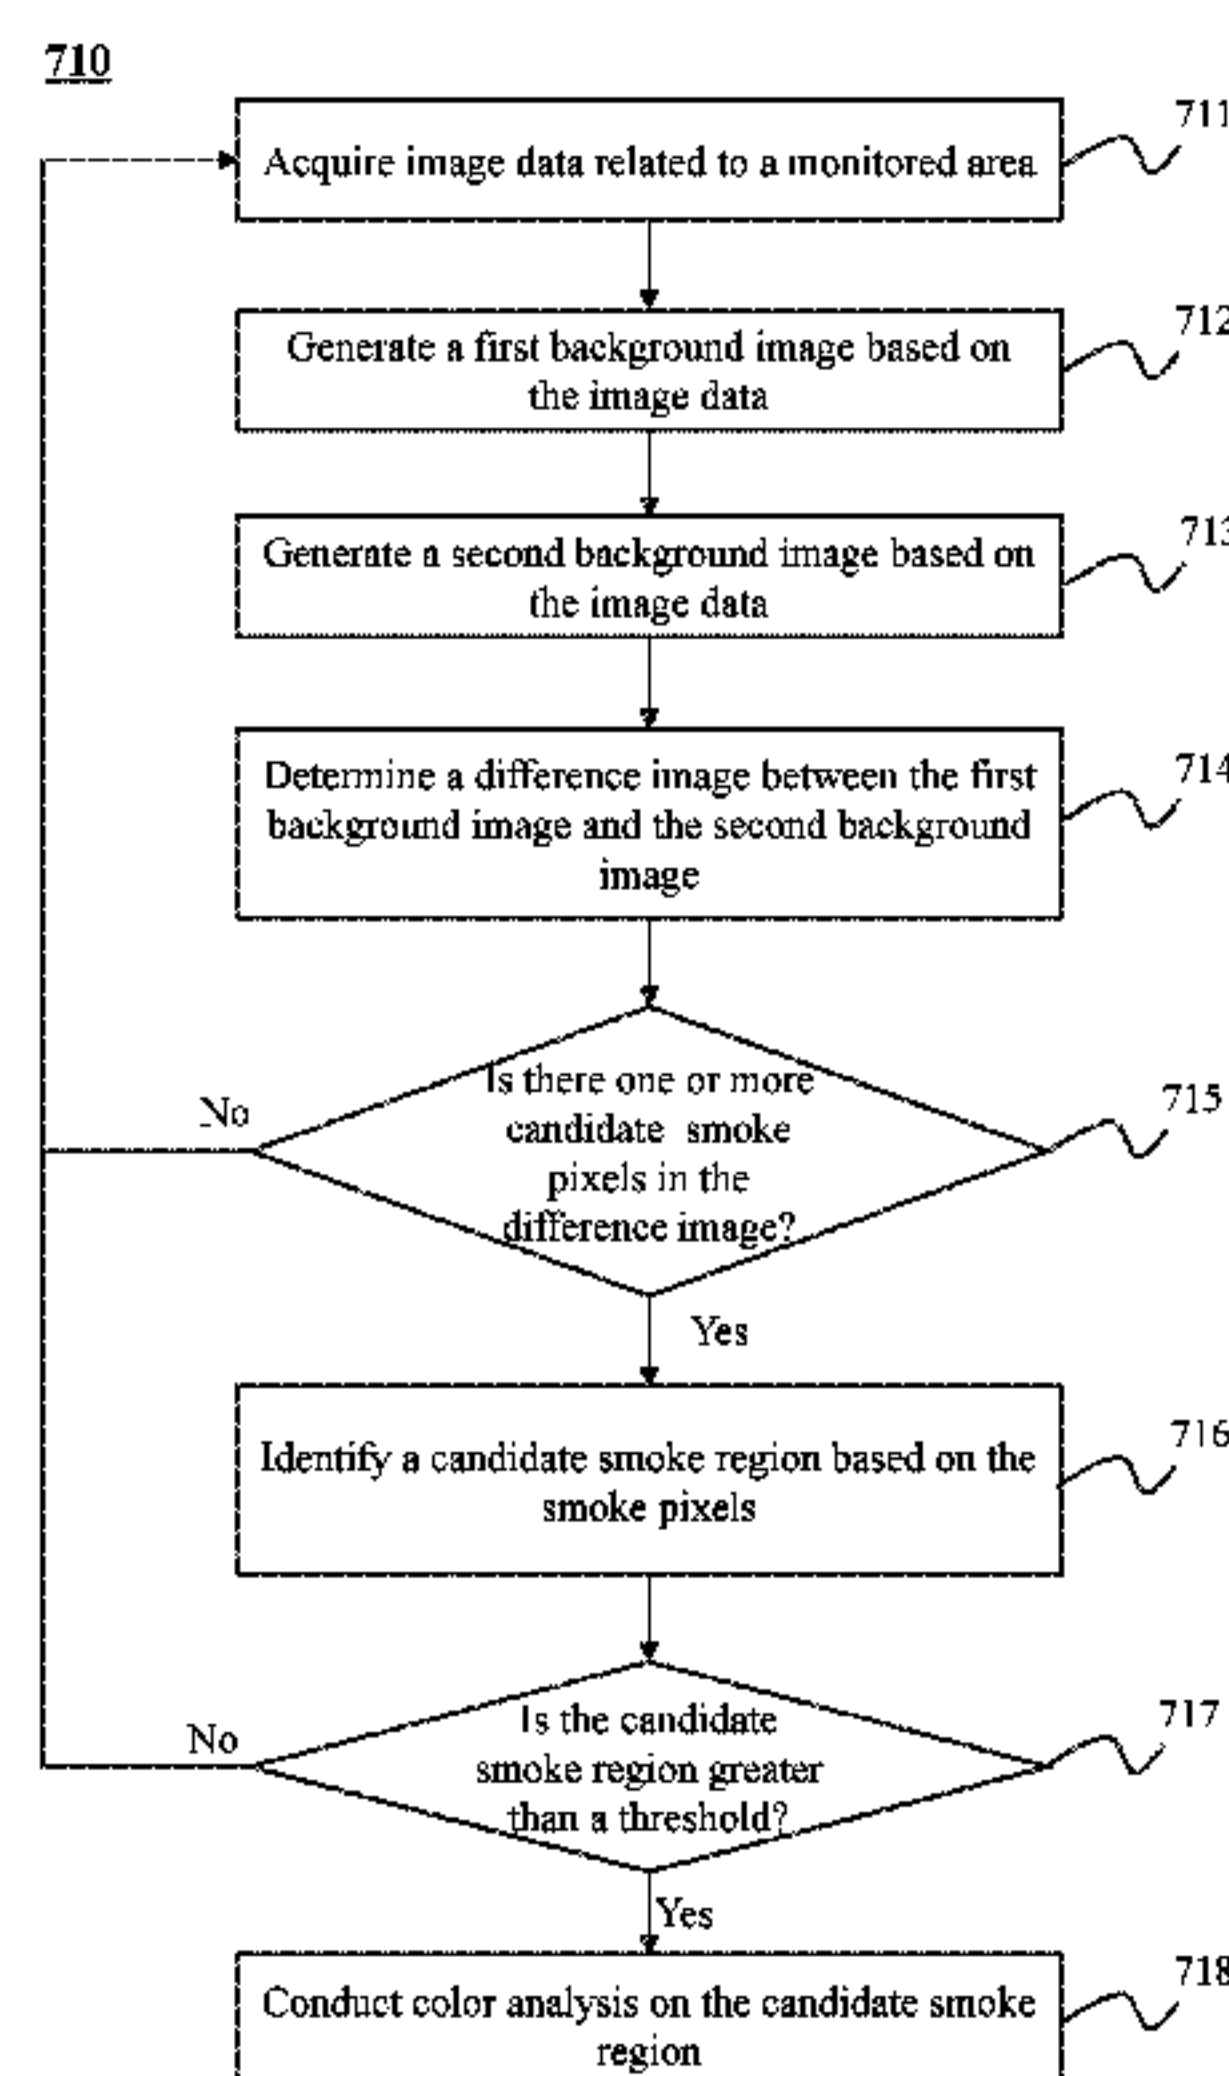 710
Acquire image data related to a monitored area
711
Generate a first background image based on
the image data
712
Generate a second background image based on
the image data
713
Determine a difference image between the first
background image and the second background
image
714
Is there one or more
candidate smoke
pixels in the
difference image?
715
No
Yes
Identify a candidate smoke region based on the
smoke pixels
716
Is the candidate
smoke region greater
than a threshold?
717
No
Yes
Conduct color analysis on the candidate smoke
region
718